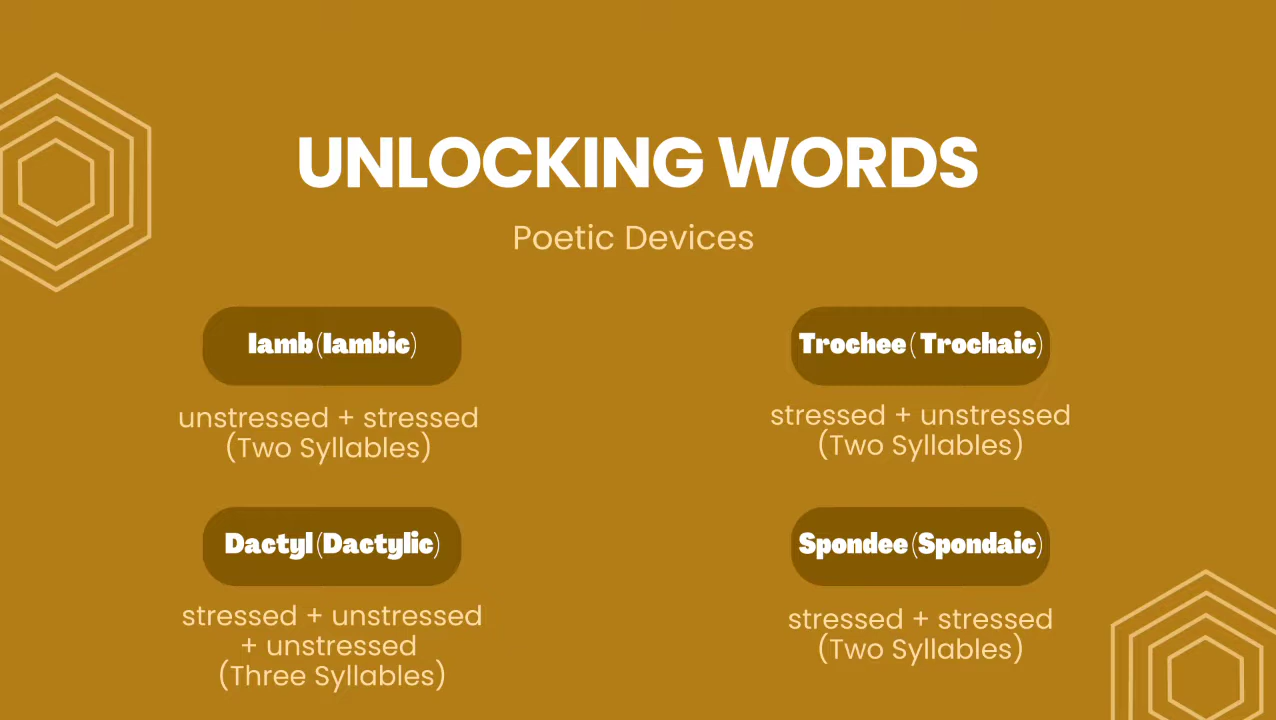 UNLOCKING WORDS
Poetic Devices
Iamb (Iambic)
unstressed + stressed
(Two Syllables)
Trochee ( Trochaic)
stressed + unstressed
(Two Syllables)
Dactyl (Dactylic)
stressed + unstressed
+ unstressed
(Three Syllables)
Spondee (Spondaic)
stressed + stressed
(Two Syllables)